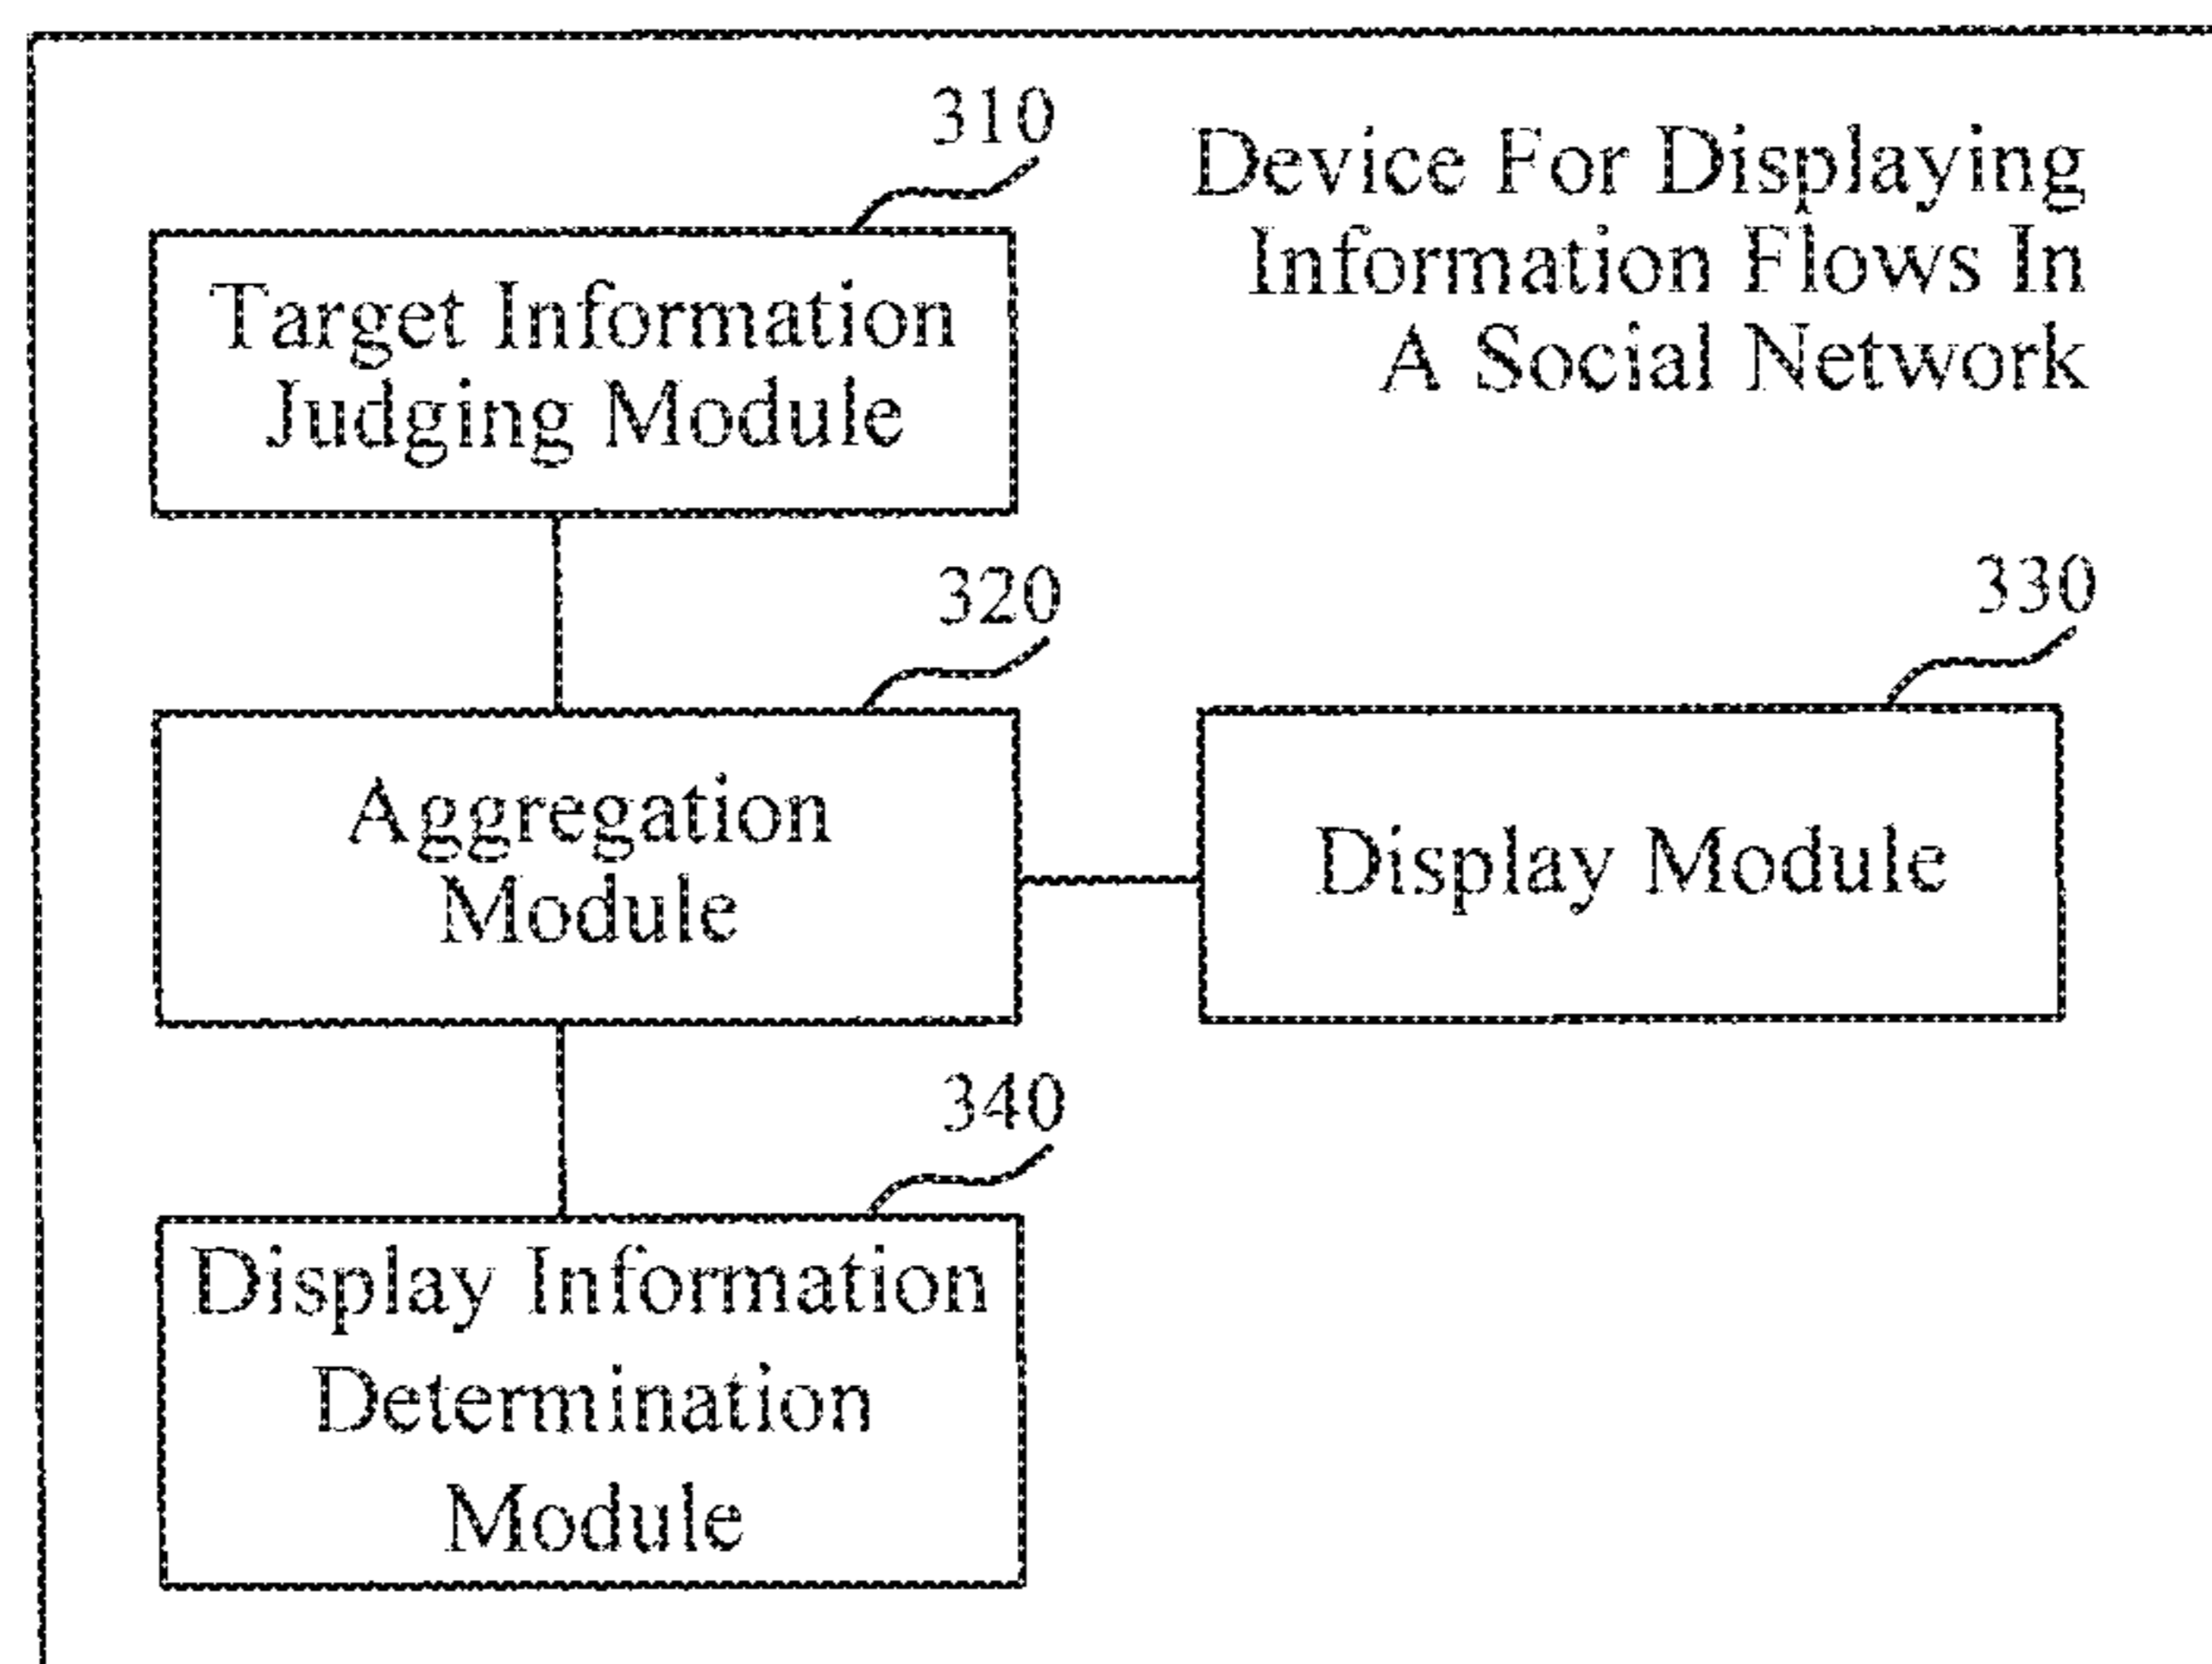 310
Device For Displaying
Information Flows In
A Social Network
Target Information
Judging Module
320
330
Aggregation
Module
Display Module
340
Display Information
Determination
Module